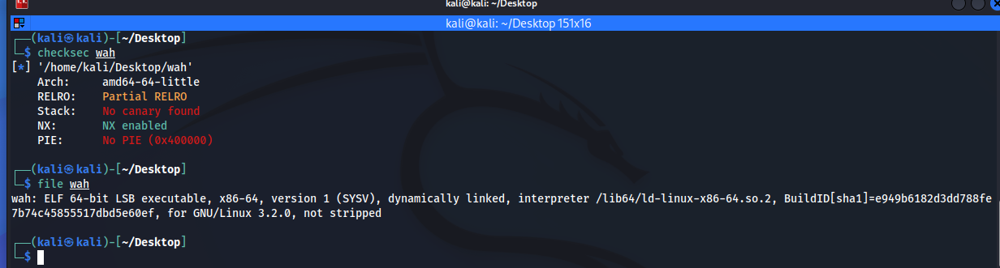 kali@kali: ~/Desktop
kali@kali: ~/Desktop 151x16
┌──(kali㉿kali)-[~/Desktop]
└─$ checksec wah
[*] '/home/kali/Desktop/wah'
    Arch:     amd64-64-little
    RELRO:    Partial RELRO
    Stack:    No canary found
    NX:       NX enabled
    PIE:      No PIE (0x400000)
┌──(kali㉿kali)-[~/Desktop]
└─$ file wah
wah: ELF 64-bit LSB executable, x86-64, version 1 (SYSV), dynamically linked, interpreter /lib64/ld-linux-x86-64.so.2, BuildID[sha1]=e949b6182d3dd788fe
7b74c45855517dbd5e60ef, for GNU/Linux 3.2.0, not stripped
┌──(kali㉿kali)-[~/Desktop]
└─$